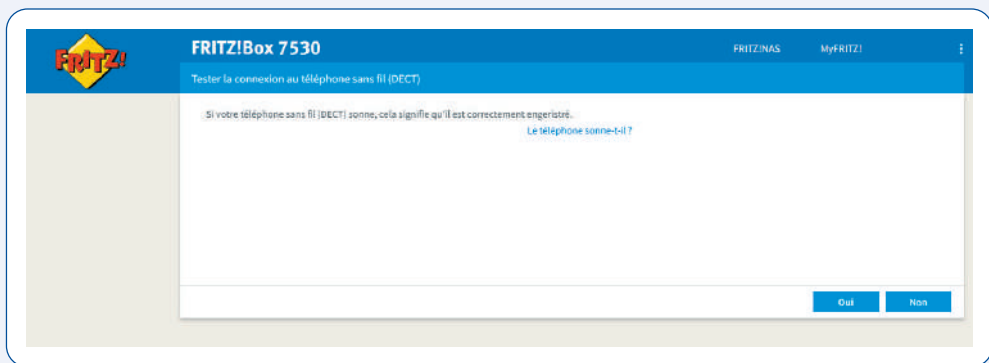 FRITZ!
FRITZ!Box 7530
FRITZ!NAS
MyFRITZ!
Tester la connexion au téléphone sans fil (DECT)
Si votre téléphone sans fil (DECT) sonne, cela signifie qu'il est correctement engeristré.
Le téléphone sonne-t-il ?
Oui
Non